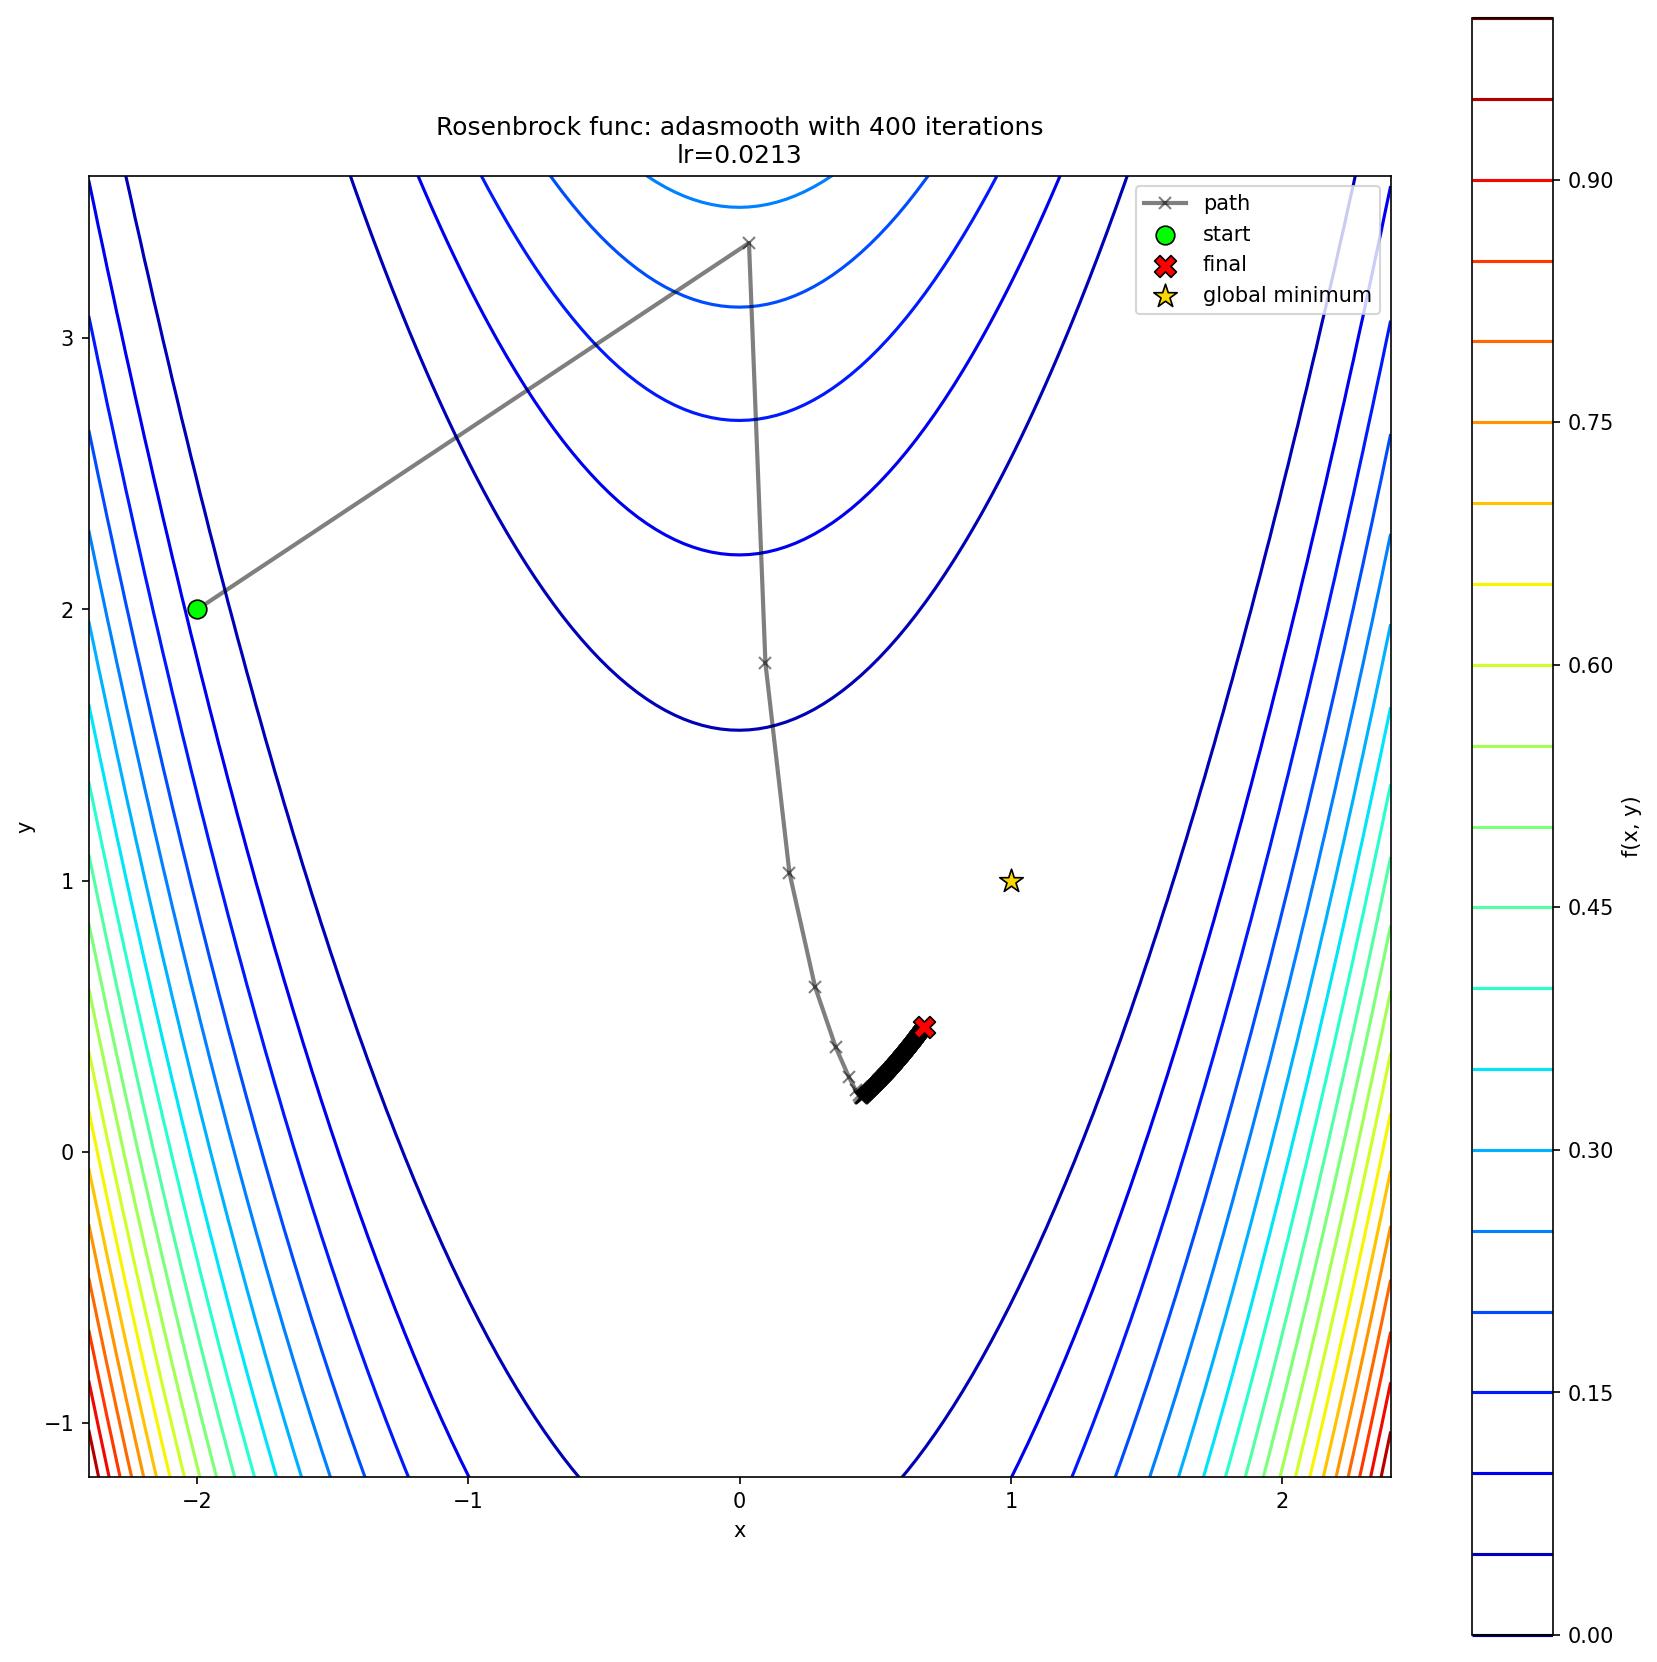 Rosenbrock func: adasmooth with 400 iterations
lr=0.0213
path
start
final
global minimum
3
2
1
0
−1
y
−2
−1
0
1
2
x
0.90
0.75
0.60
0.45
0.30
0.15
0.00
f(x, y)